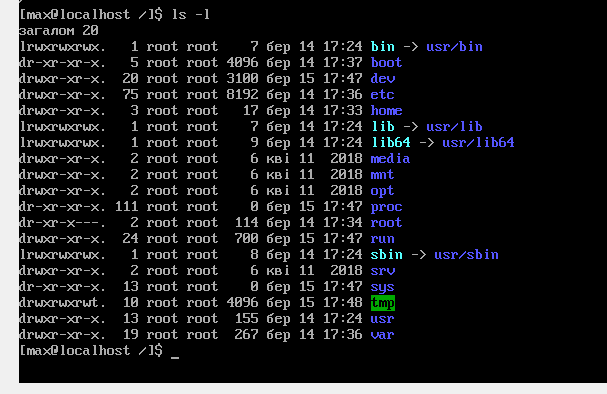 [max@localhost /]$ ls -l
загалом 20
lrwxrwxrwx.   1 root root    7 бер 14 17:24 bin -> usr/bin
dr-xr-xr-x.   5 root root 4096 бер 14 17:37 boot
drwxr-xr-x.  20 root root 3100 бер 15 17:47 dev
drwxr-xr-x.  75 root root 8192 бер 14 17:36 etc
drwxr-xr-x.   3 root root   17 бер 14 17:33 home
lrwxrwxrwx.   1 root root    7 бер 14 17:24 lib -> usr/lib
lrwxrwxrwx.   1 root root    9 бер 14 17:24 lib64 -> usr/lib64
drwxr-xr-x.   2 root root    6 кві 11  2018 media
drwxr-xr-x.   2 root root    6 кві 11  2018 mnt
drwxr-xr-x.   2 root root    6 кві 11  2018 opt
dr-xr-xr-x. 111 root root    0 бер 15 17:47 proc
dr-xr-x---.   2 root root  114 бер 14 17:34 root
drwxr-xr-x.  24 root root  700 бер 15 17:47 run
lrwxrwxrwx.   1 root root    8 бер 14 17:24 sbin -> usr/sbin
drwxr-xr-x.   2 root root    6 кві 11  2018 srv
dr-xr-xr-x.  13 root root    0 бер 15 17:47 sys
drwxrwxrwt.  10 root root 4096 бер 15 17:48 tmp
drwxr-xr-x.  13 root root  155 бер 14 17:24 usr
drwxr-xr-x.  19 root root  267 бер 14 17:36 var
[max@localhost /]$ _